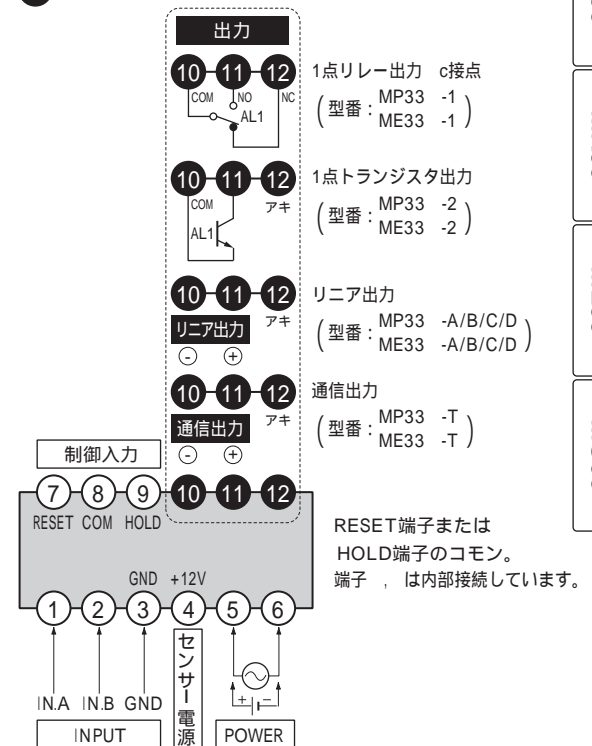 出力
10 11 12
COM NO NC
AL1
1点リレー出力 c接点
(型番: MP33 -1
ME33 -1)
10 11 12
COM アキ
AL1
1点トランジスタ出力
(型番: MP33 -2
ME33 -2)
10 11 12
リニア出力 アキ
- +
リニア出力
(型番: MP33 -A/B/C/D
ME33 -A/B/C/D)
10 11 12
通信出力 アキ
- +
通信出力
(型番: MP33 -T
ME33 -T)
制御入力
7 8 9 10 11 12
RESET COM HOLD
RESET端子または
HOLD端子のコモン。
端子 , は内部接続しています。
GND +12V
1 2 3 4 5 6
IN.A IN.B GND
+ -
INPUT
センサー電源
POWER